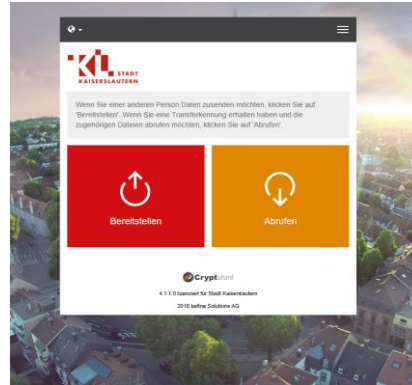 KL STADT
KAISERSLAUTERN
Wenn Sie einer anderen Person Daten zusenden möchten, klicken Sie auf
'Bereitstellen'. Wenn Sie eine Transferkennung erhalten haben und die
zugehörigen Dateien abrufen möchten, klicken Sie auf 'Abrufen'.
Bereitstellen
Abrufen
Cryptshare
4.1.1.0 lizenziert für Stadt Kaiserslautern
2018 befine Solutions AG